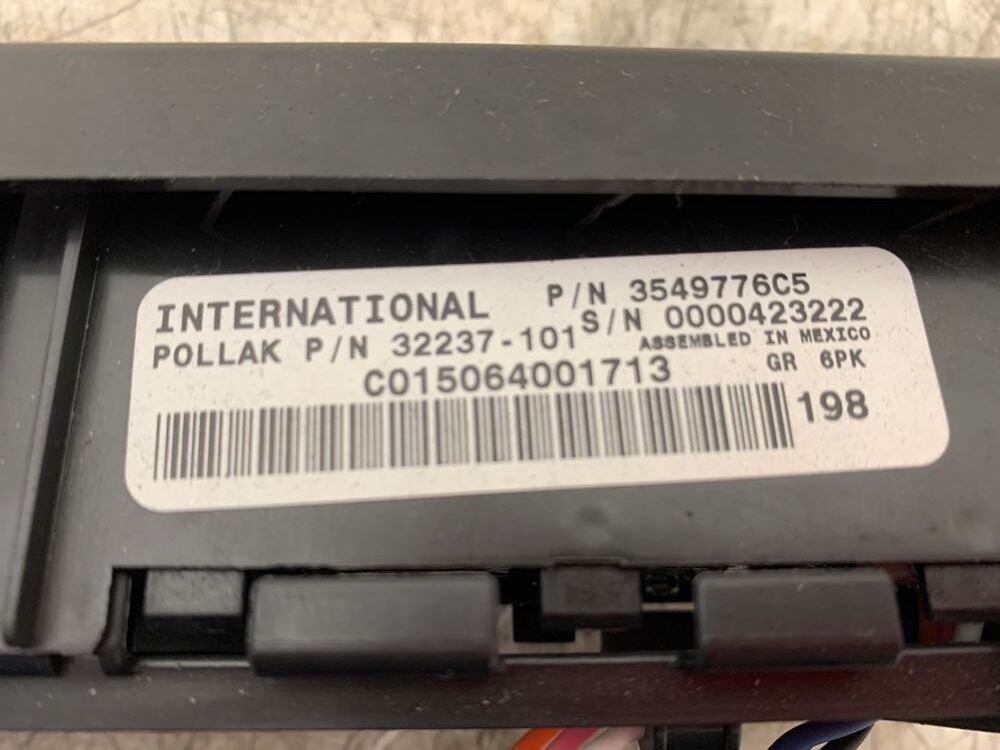 INTERNATIONAL P/N 3549776C5
POLLAK P/N 32237-101 S/N 0000423222
ASSEMBLED IN MEXICO
C015064001713 GR 6PK
198